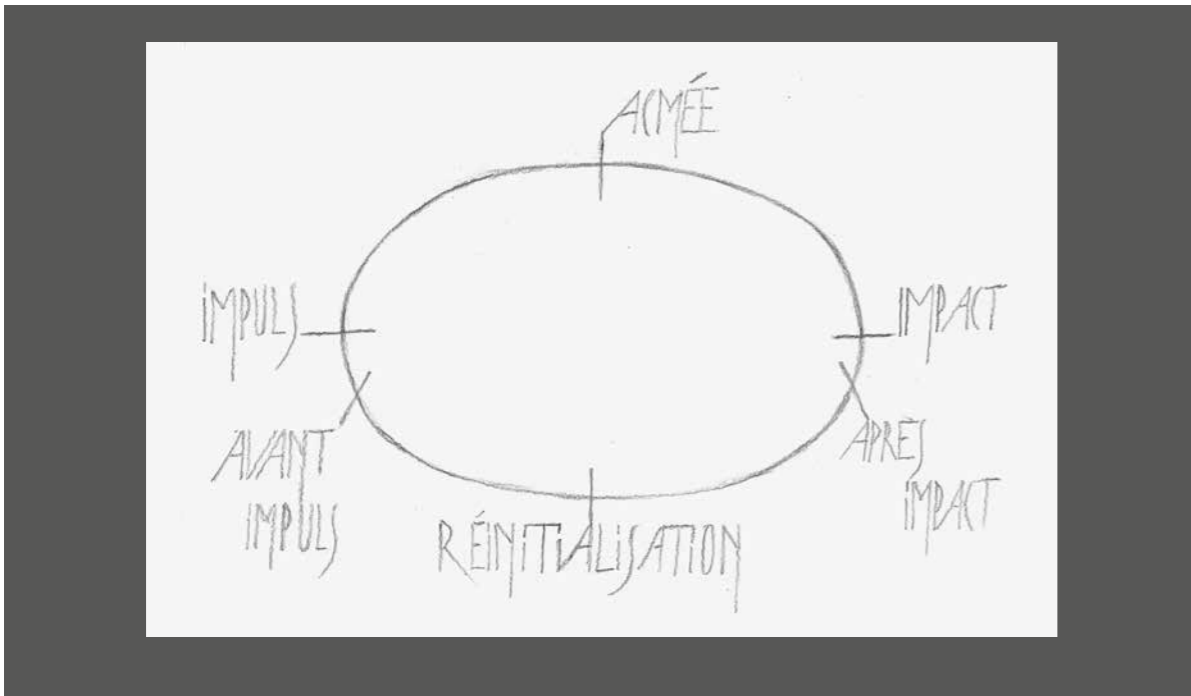 ACMÉE
IMPULS
IMPACT
AVANT
IMPULS
APRÈS
IMPACT
RÉINITIALISATION